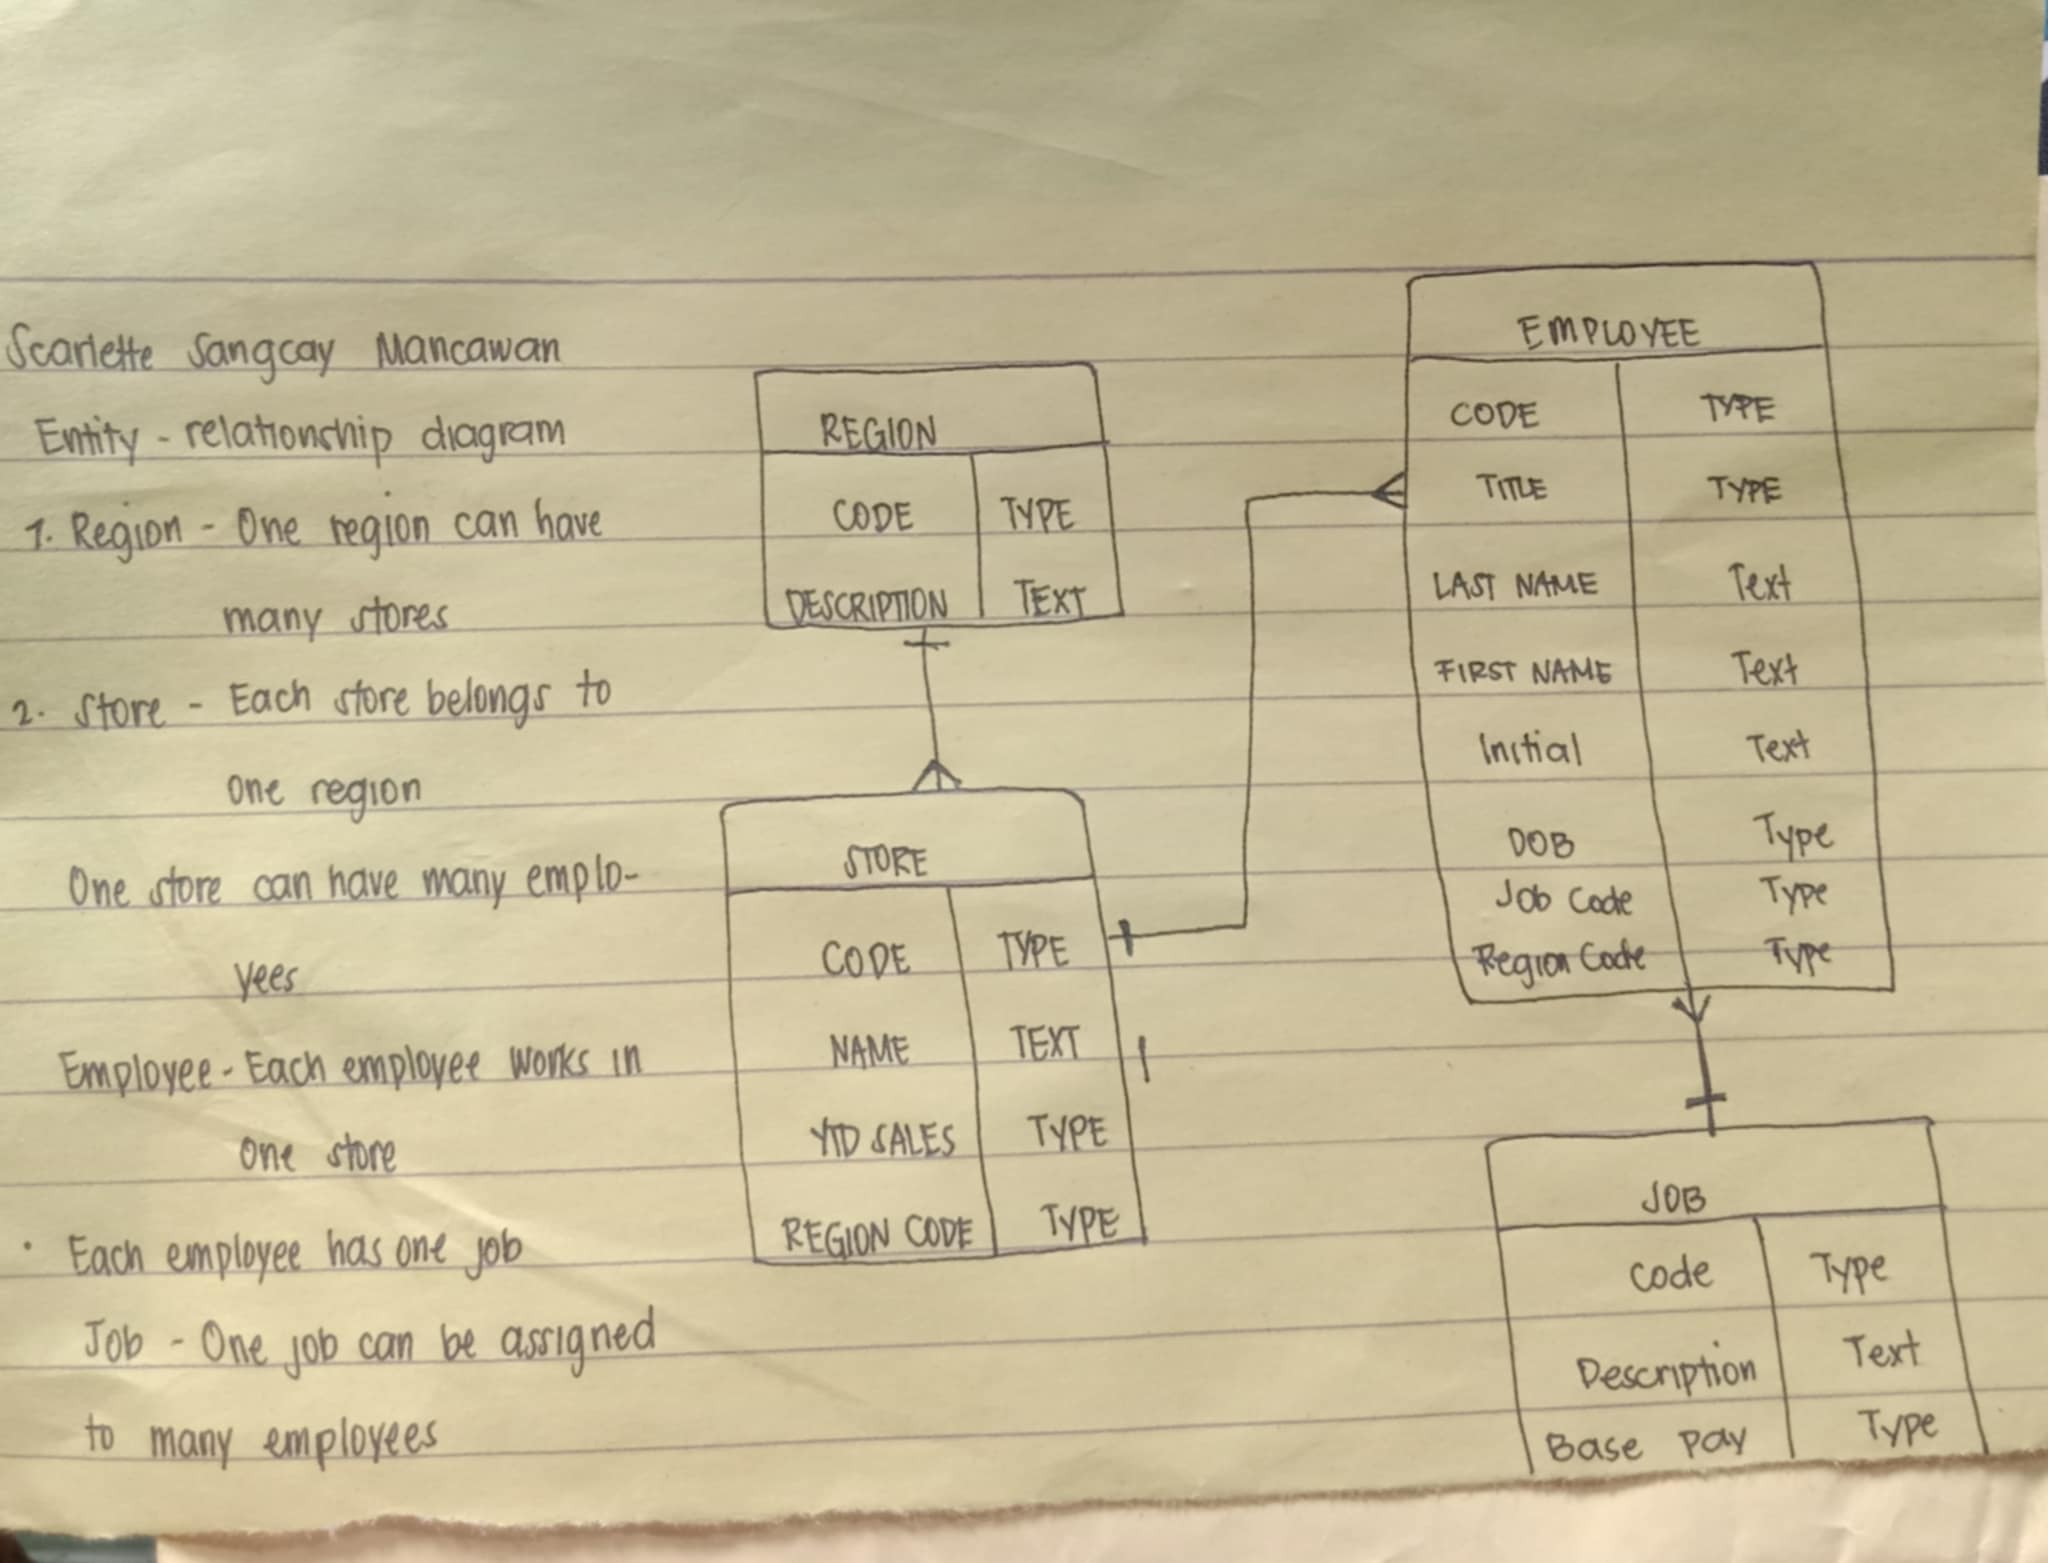 Scarlette Sangcay Mancawan
Entity - relationship diagram
1. Region - One region can have
many stores
2. Store - Each store belongs to
one region
One store can have many emplo-
yees
Employee - Each employee works in
one store
· Each employee has one job
Job - One job can be assigned
to many employees
REGION
CODE TYPE
DESCRIPTION TEXT
STORE
CODE TYPE
NAME TEXT
YTD SALES TYPE
REGION CODE TYPE
EMPLOYEE
CODE TYPE
TITLE TYPE
LAST NAME Text
FIRST NAME Text
Initial Text
DOB Type
Job Code Type
Region Code Type
JOB
Code Type
Description Text
Base pay Type